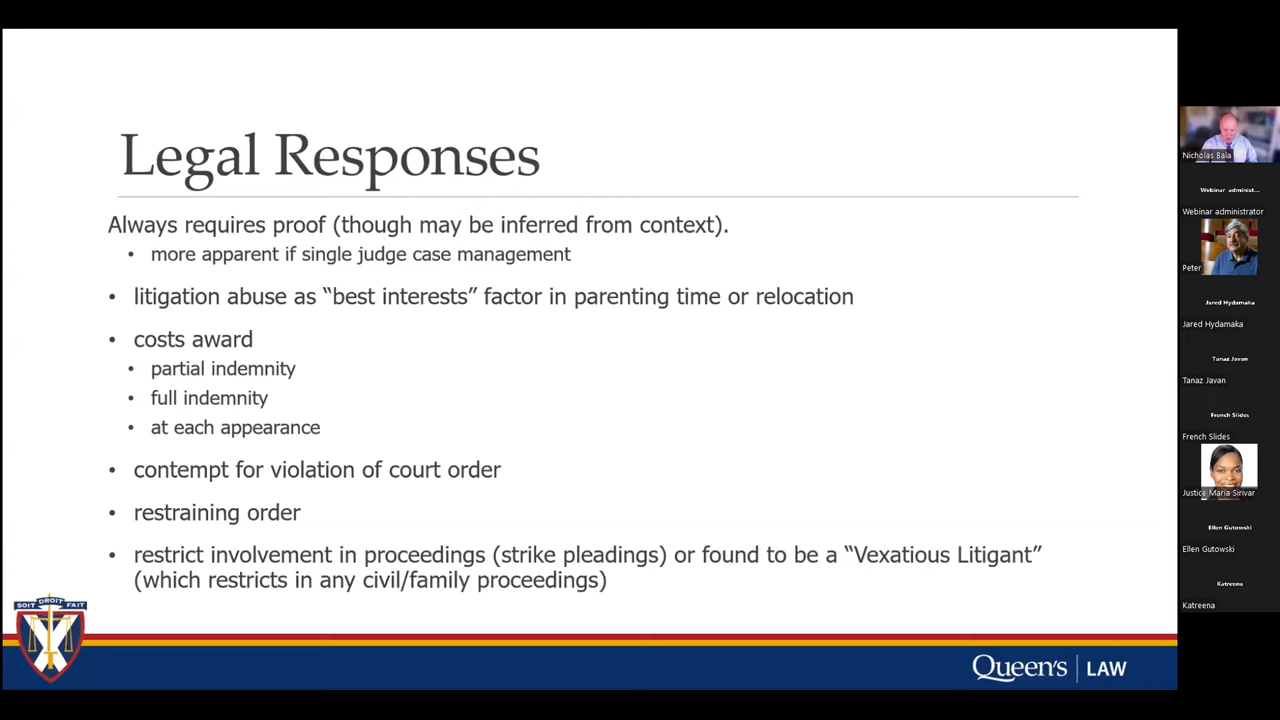 Legal Responses
Always requires proof (though may be inferred from context).
• more apparent if single judge case management
• litigation abuse as “best interests” factor in parenting time or relocation
• costs award
• partial indemnity
• full indemnity
• at each appearance
• contempt for violation of court order
• restraining order
• restrict involvement in proceedings (strike pleadings) or found to be a “Vexatious Litigant”
(which restricts in any civil/family proceedings)
SOIT DROIT FAIT
Queen's | LAW
Nicholas Bala
Webinar administ...
Webinar administrator
Peter
Jared Hydamaka
Jared Hydamaka
Tanaz Javan
Tanaz Javan
French Slides
French Slides
Justice Maria Sirivar
Ellen Gutowski
Ellen Gutowski
Katreena
Katreena